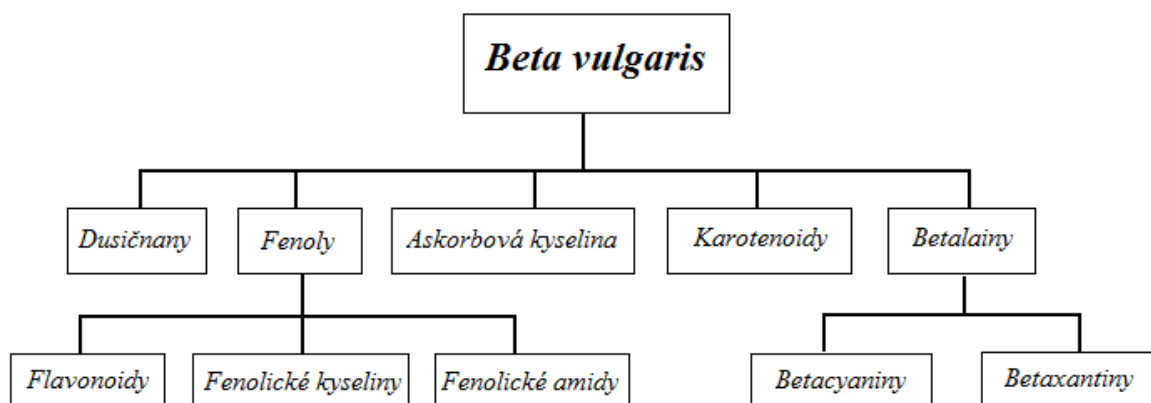 Beta vulgaris
Dusičnany
Fenoly
Askorbová kyselina
Karotenoidy
Betalainy
Flavonoidy
Fenolické kyseliny
Fenolické amidy
Betacyaniny
Betaxantiny